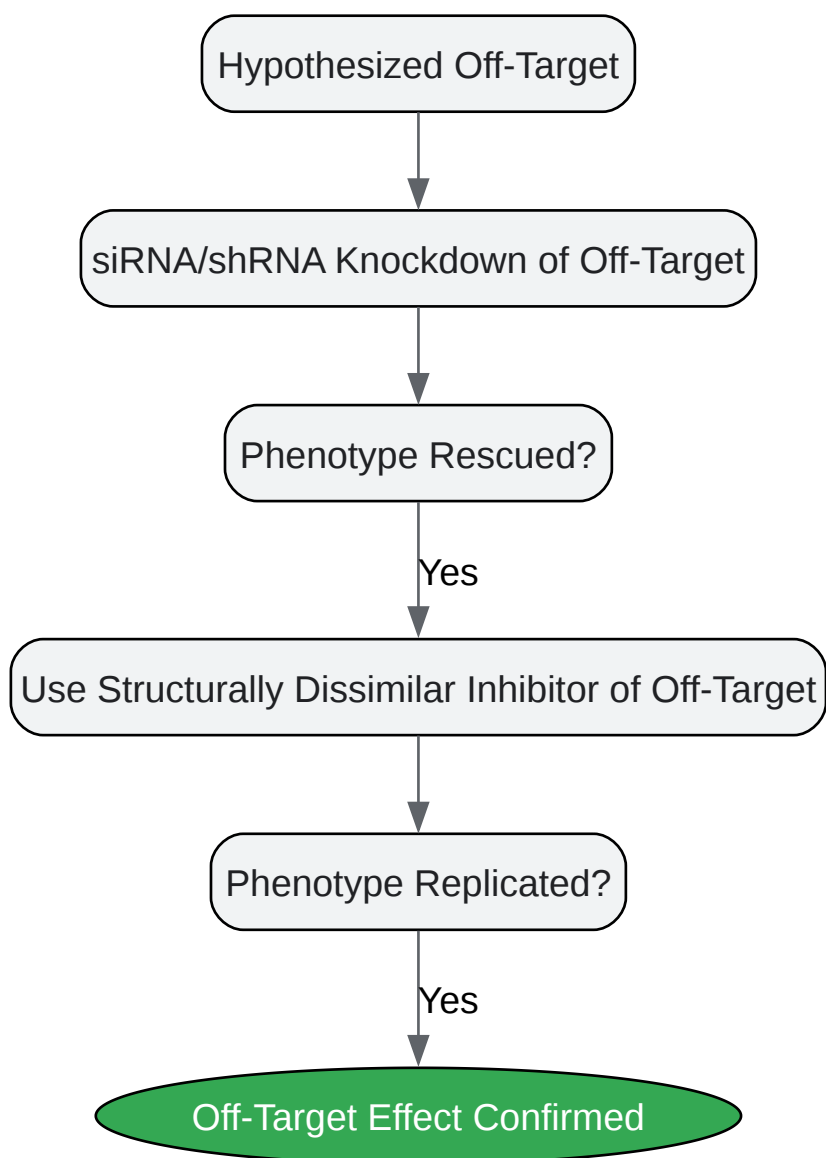 Hypothesized Off-Target
siRNA/shRNA Knockdown of Off-Target
Phenotype Rescued?
Yes
Use Structurally Dissimilar Inhibitor of Off-Target
Phenotype Replicated?
Yes
Off-Target Effect Confirmed